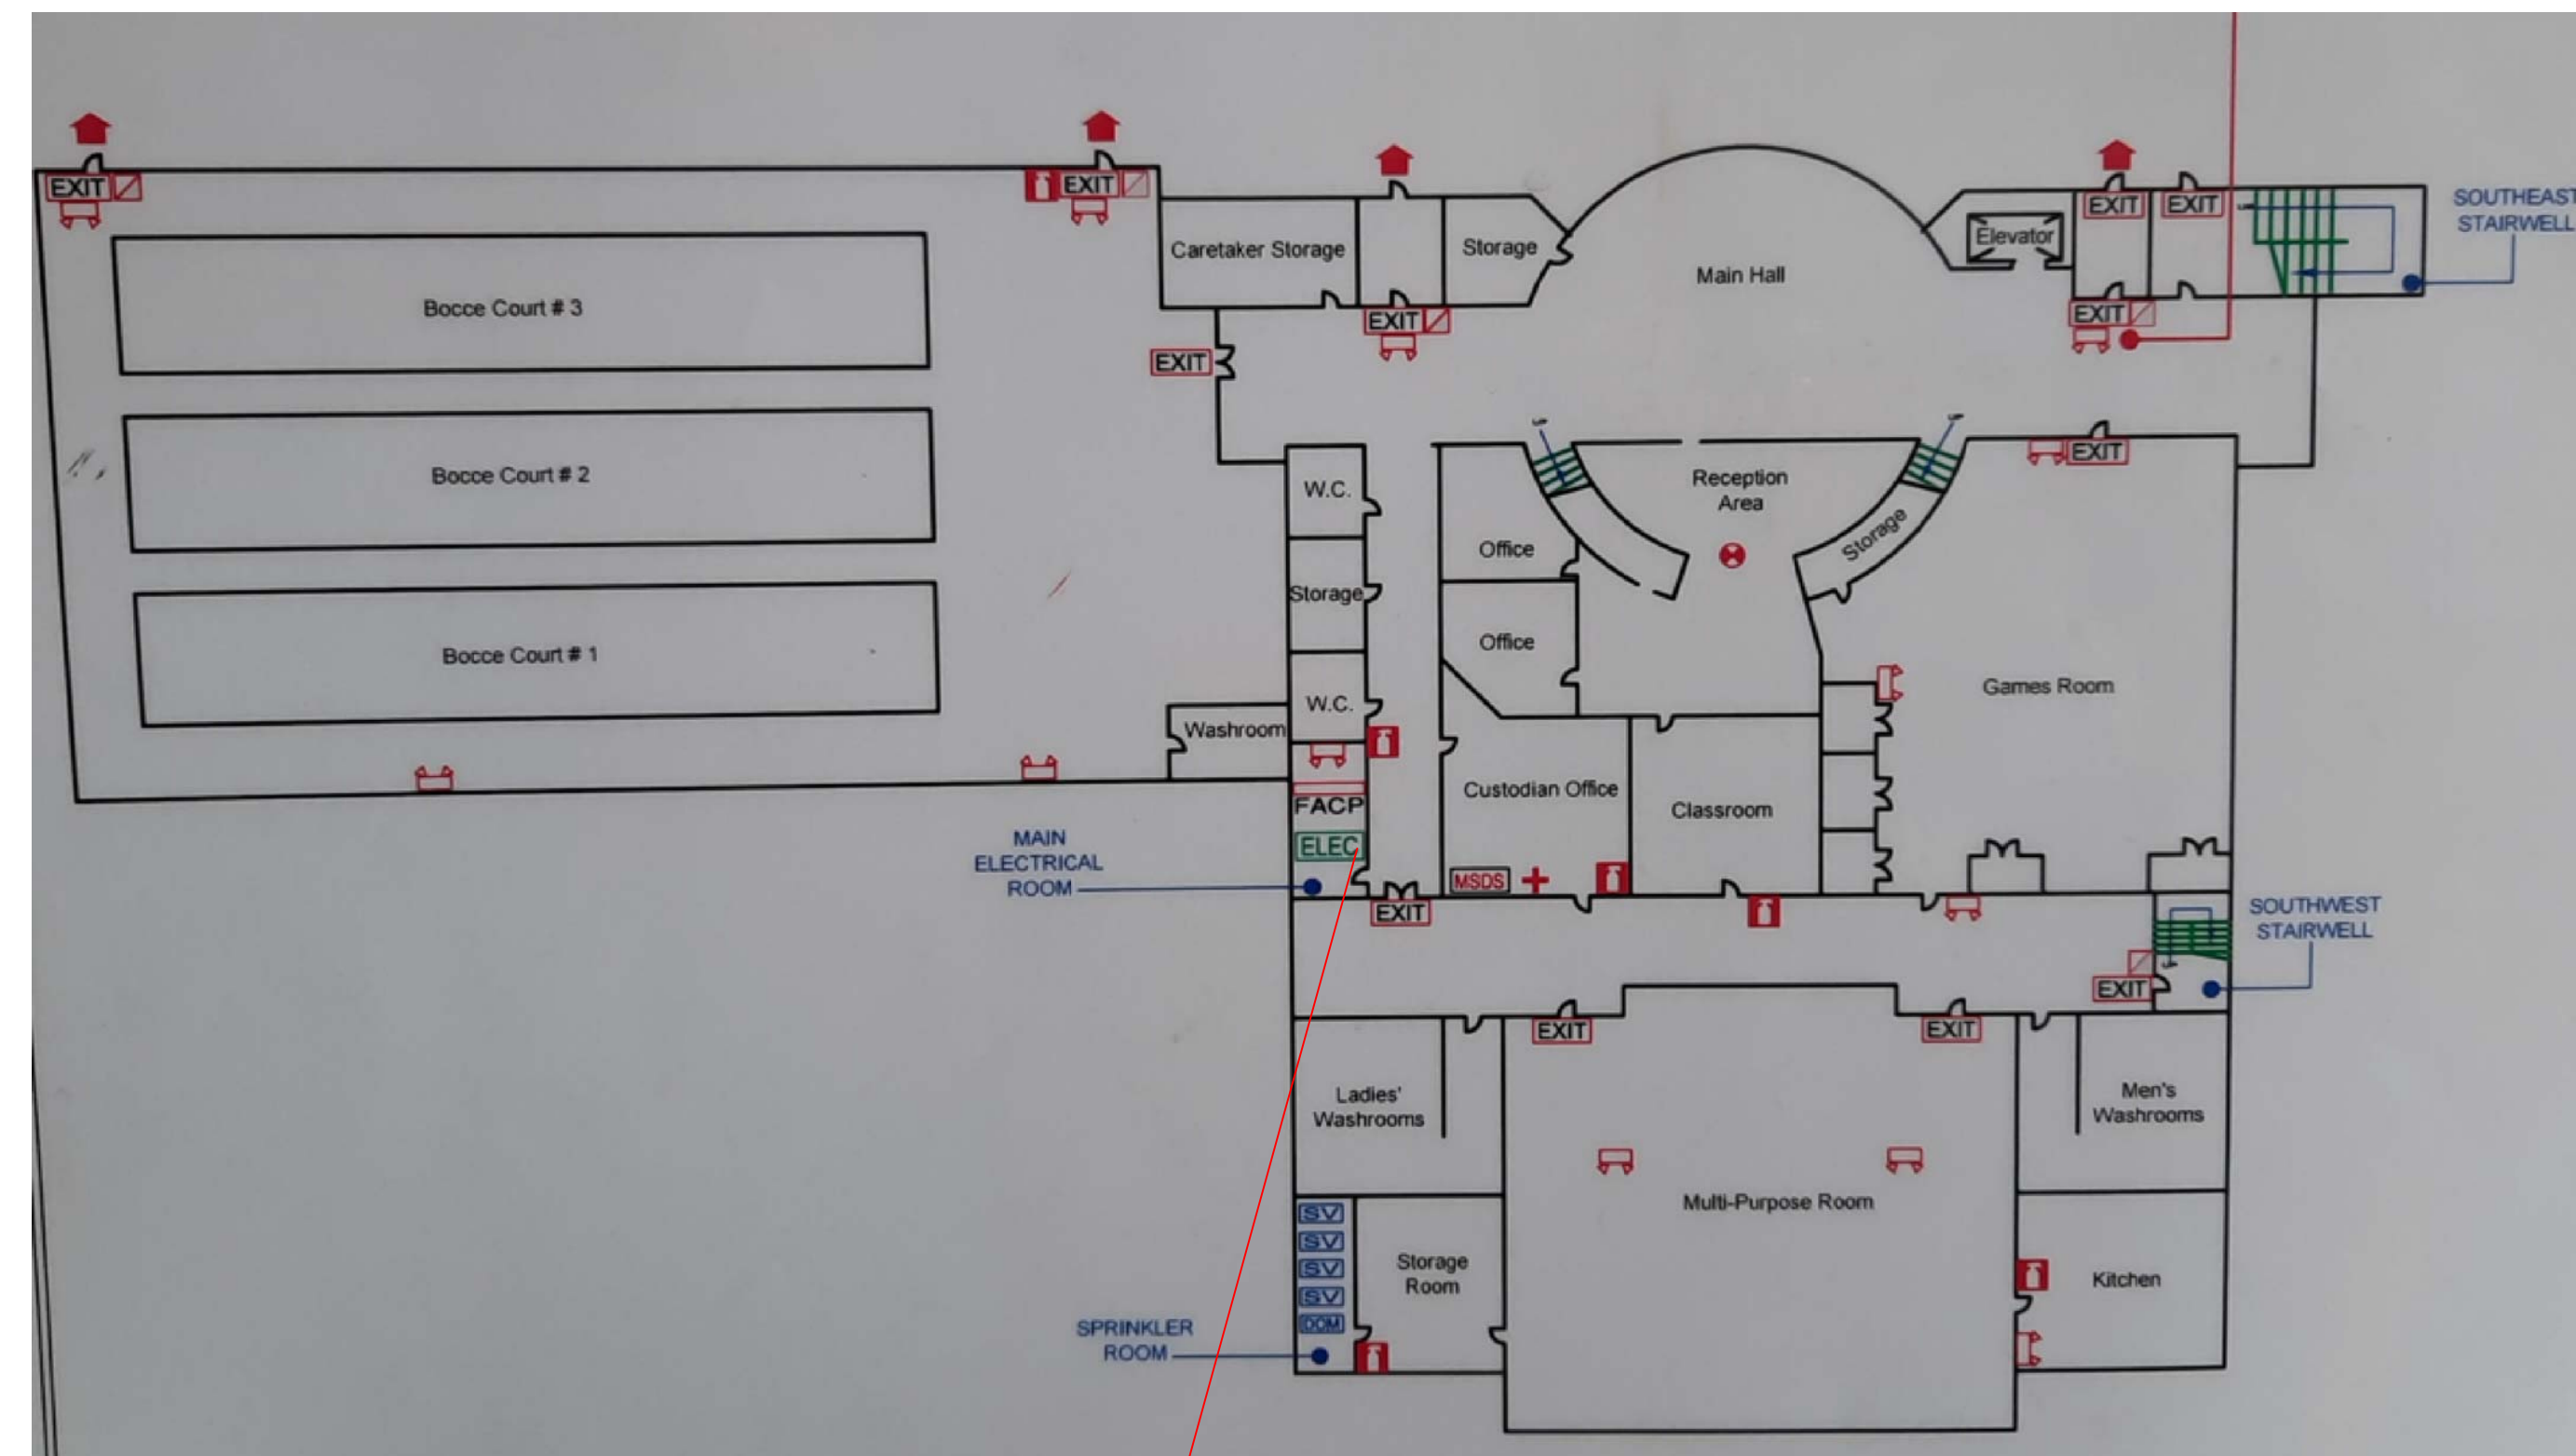 EXIT
EXIT
EXIT
EXIT
SOUTHEAST
STAIRWELL
Caretaker Storage
Storage
Main Hall
Elevator
Bocce Court # 3
EXIT
EXIT
EXIT
Bocce Court # 2
W.C.
Reception
Area
EXIT
Office
Storage
Storage
Bocce Court # 1
Office
W.C.
Games Room
Washroom
Custodian Office
Classroom
FACP
ELEC
MAIN
ELECTRICAL
ROOM
MSDS
EXIT
SOUTHWEST
STAIRWELL
EXIT
EXIT
EXIT
Ladies'
Washrooms
Men's
Washrooms
Multi-Purpose Room
SV
SV
SV
SV
DOM
Storage
Room
Kitchen
SPRINKLER
ROOM